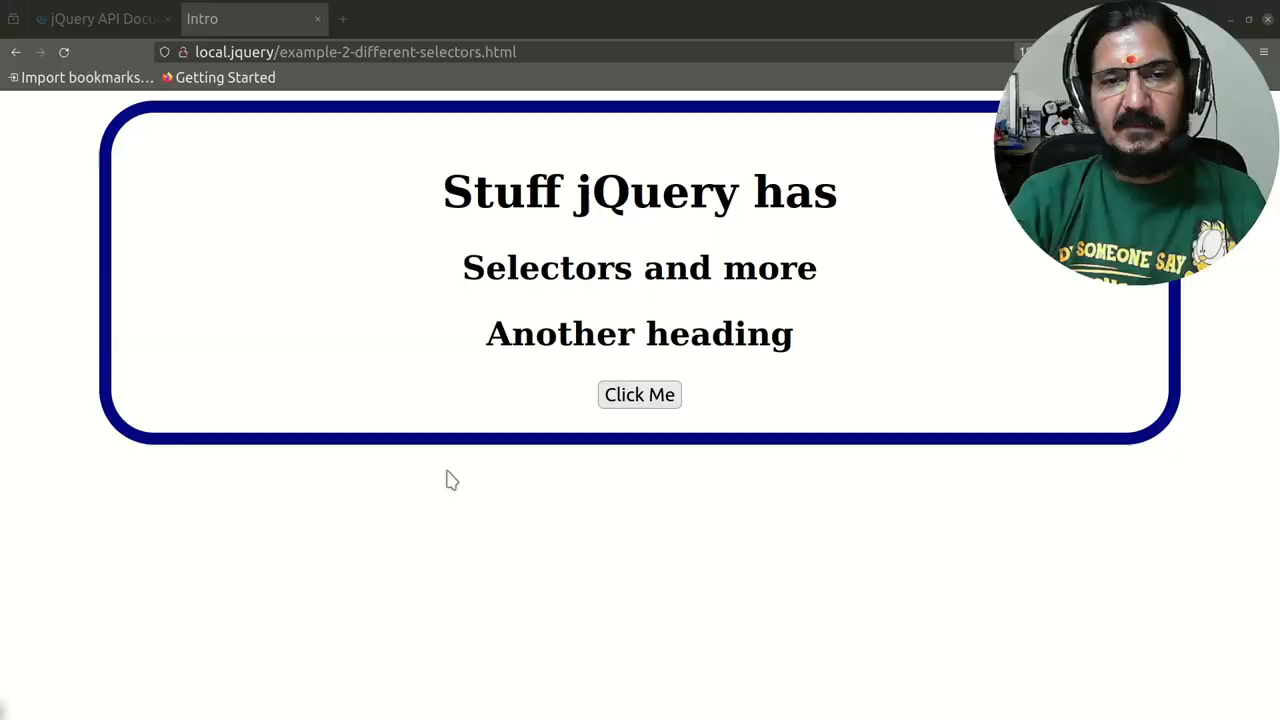 jQuery API Docu
Intro
local.jquery/example-2-different-selectors.html
Import bookmarks...
Getting Started
Stuff jQuery has
Selectors and more
Another heading
Click Me
SOMEONE SAY